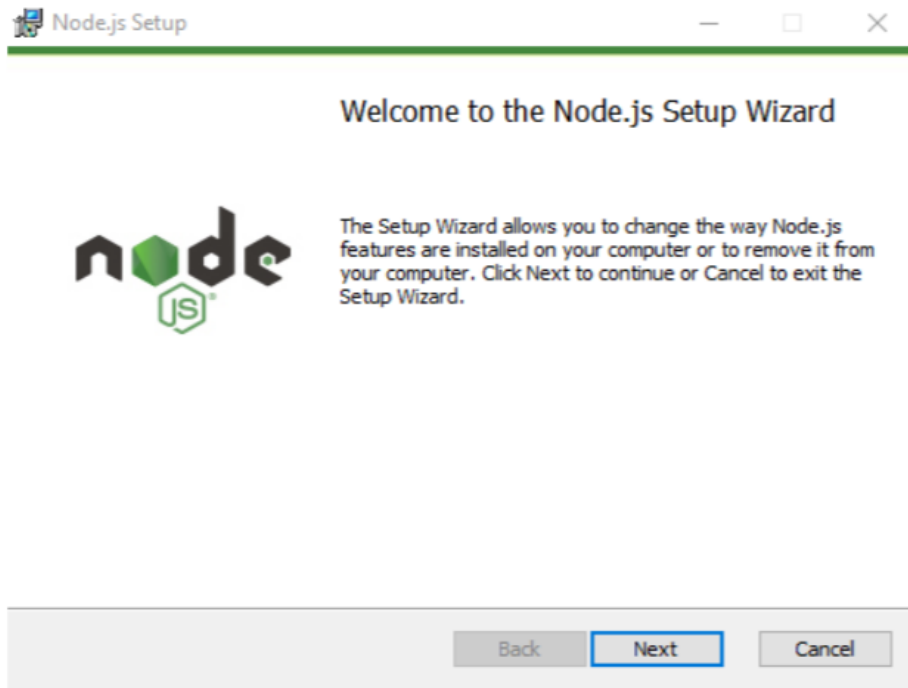 Node.js Setup
Welcome to the Node.js Setup Wizard
node
JS®
The Setup Wizard allows you to change the way Node.js
features are installed on your computer or to remove it from
your computer. Click Next to continue or Cancel to exit the
Setup Wizard.
Back
Next
Cancel